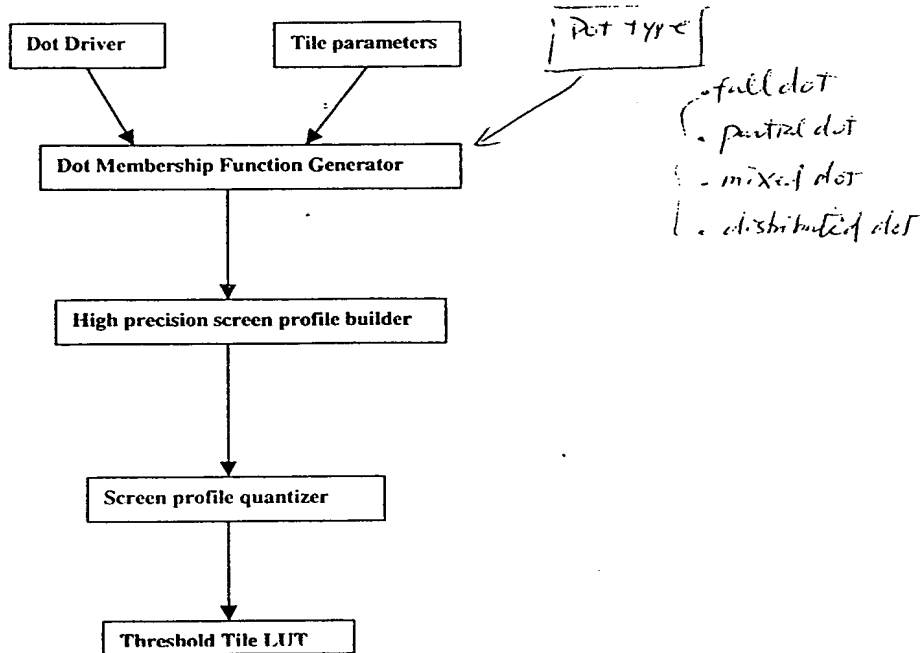 Dot Driver
Tile parameters
Dot type
. full dot
. partial dot
. mixed dot
. distributed dot
Dot Membership Function Generator
High precision screen profile builder
Screen profile quantizer
Threshold Tile LUT